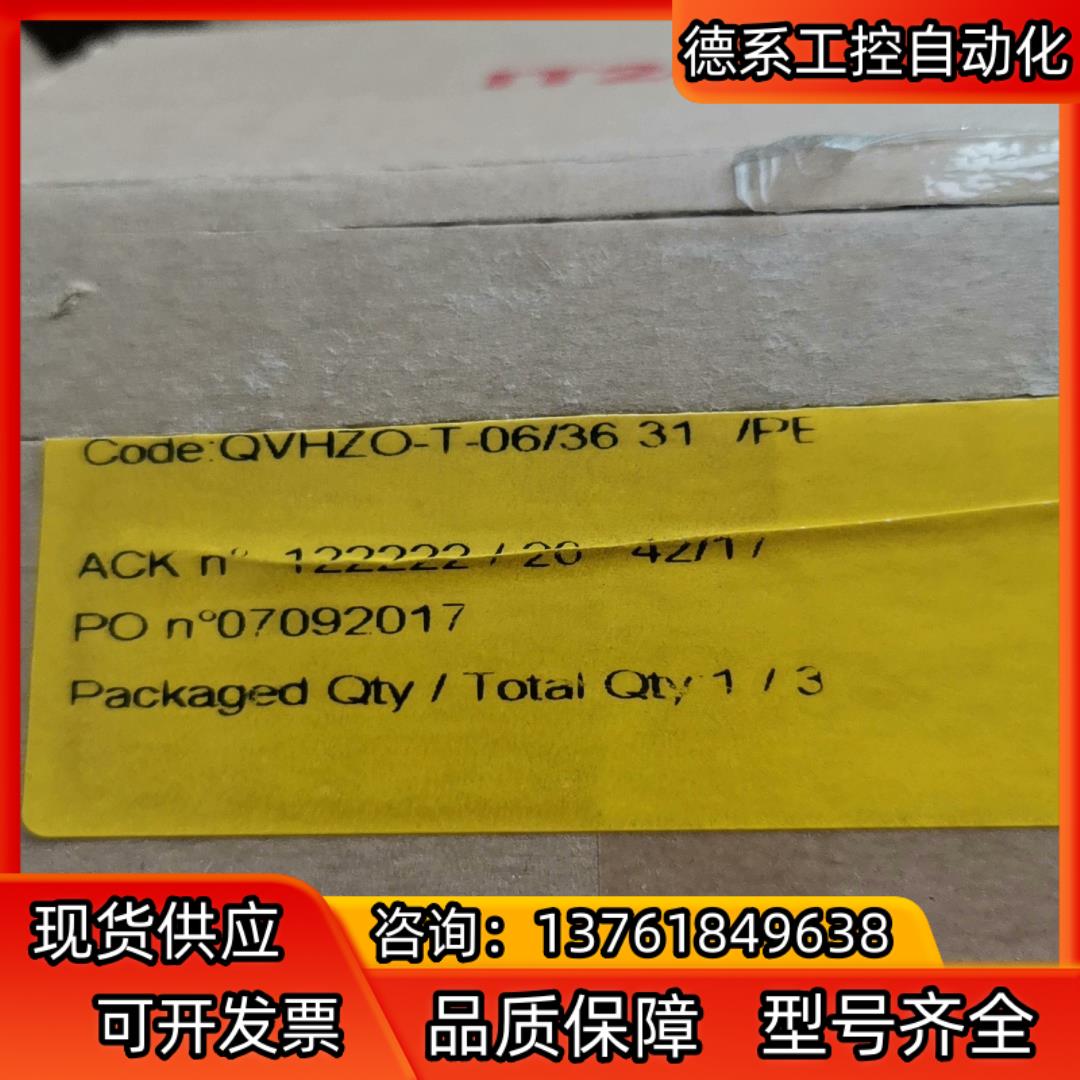 德系工控自动化
Code:QVHZO-T-06/36 31 /PE
ACK n° 122222 / 20 42/17
PO n°07092017
Packaged Qty / Total Qty 1 / 3
现货供应
咨询：13761849638
可开发票
品质保障
型号齐全